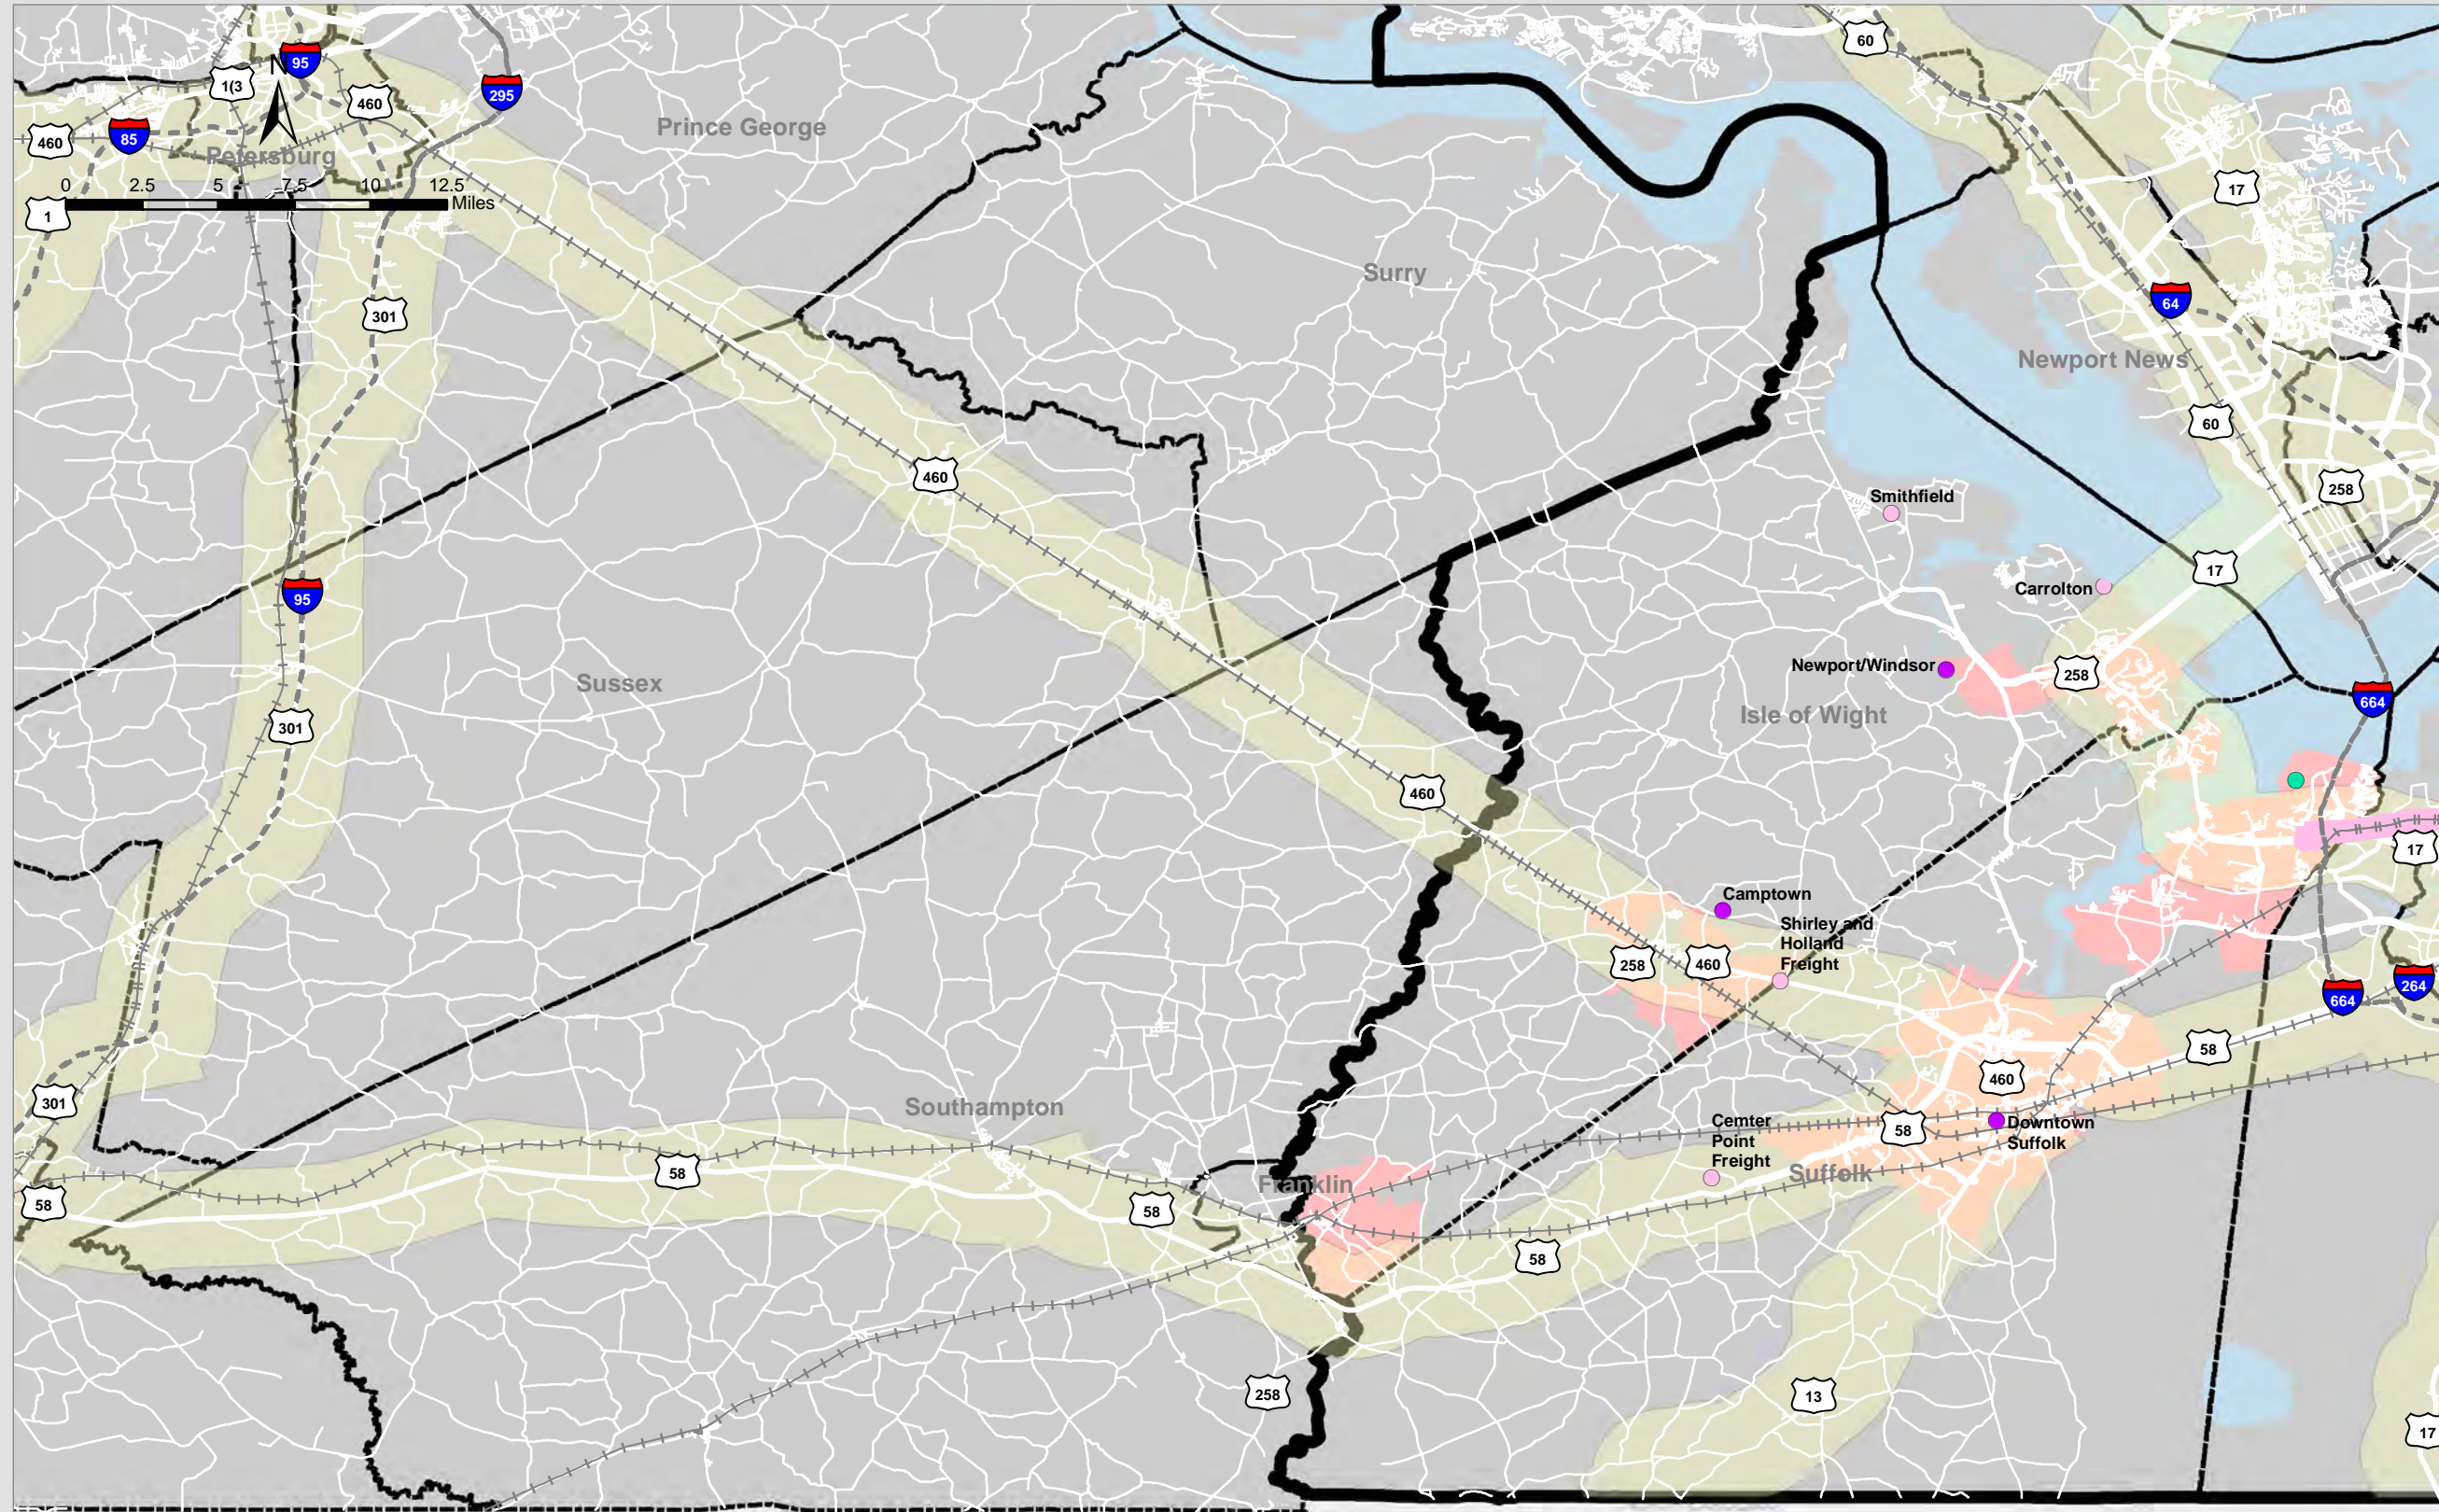 60
95
N
1(3
295
460
Prince George
460
85
Petersburg
0 2.5 5 7.5 10 12.5
Miles
1
17
Surry
301
64
Newport News
60
460
258
Smithfield
17
Carrolton
95
Newport/Windsor
258
Sussex
664
Isle of Wight
301
460
17
Camptown
Shirley and
Holland
Freight
258
460
264
664
58
460
301
Southampton
Cemter
Point
Freight
58
Downtown
Suffolk
58
Suffolk
Franklin
58
58
58
258
13
17